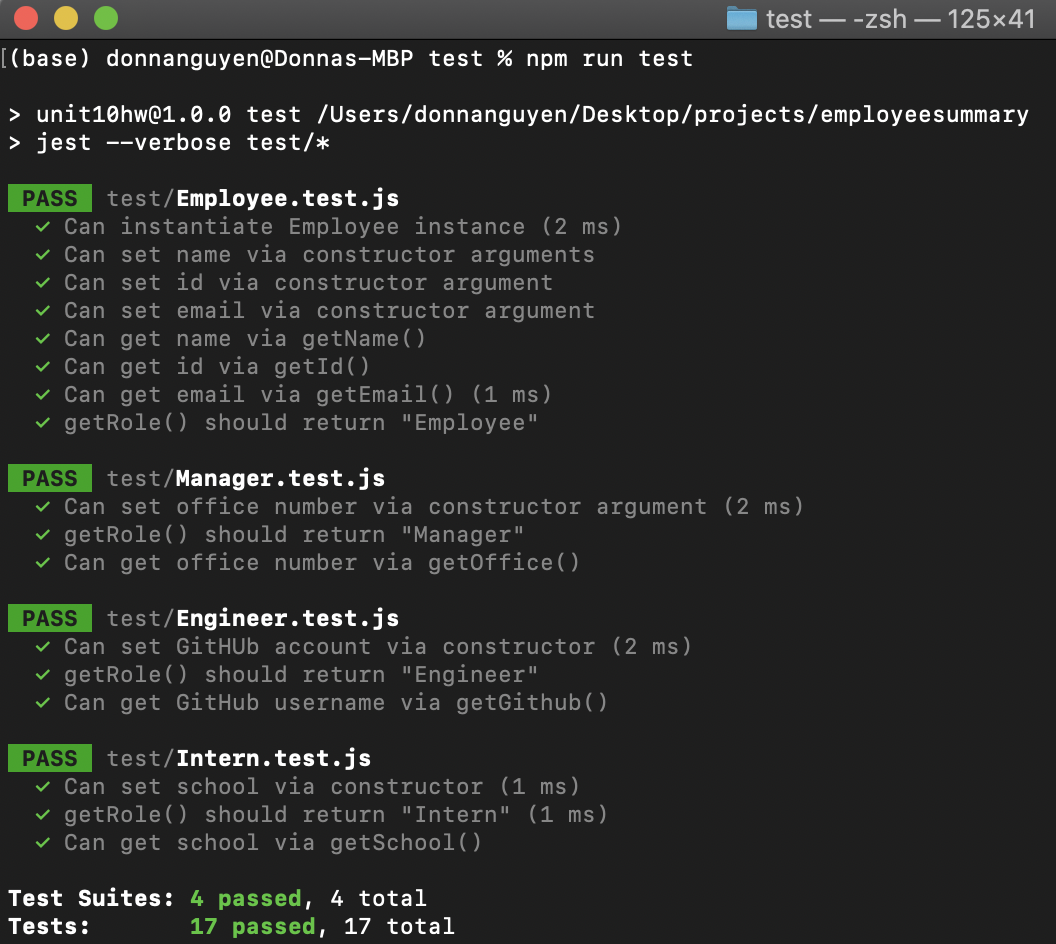 test — -zsh — 125×41
[(base) donnanguyen@Donnas-MBP test % npm run test
> unit10hw@1.0.0 test /Users/donnanguyen/Desktop/projects/employeesummary
> jest --verbose test/*
PASS test/Employee.test.js
✓ Can instantiate Employee instance (2 ms)
✓ Can set name via constructor arguments
✓ Can set id via constructor argument
✓ Can set email via constructor argument
✓ Can get name via getName()
✓ Can get id via getId()
✓ Can get email via getEmail() (1 ms)
✓ getRole() should return "Employee"
PASS test/Manager.test.js
✓ Can set office number via constructor argument (2 ms)
✓ getRole() should return "Manager"
✓ Can get office number via getOffice()
PASS test/Engineer.test.js
✓ Can set GitHUb account via constructor (2 ms)
✓ getRole() should return "Engineer"
✓ Can get GitHub username via getGithub()
PASS test/Intern.test.js
✓ Can set school via constructor (1 ms)
✓ getRole() should return "Intern" (1 ms)
✓ Can get school via getSchool()
Test Suites: 4 passed, 4 total
Tests: 17 passed, 17 total